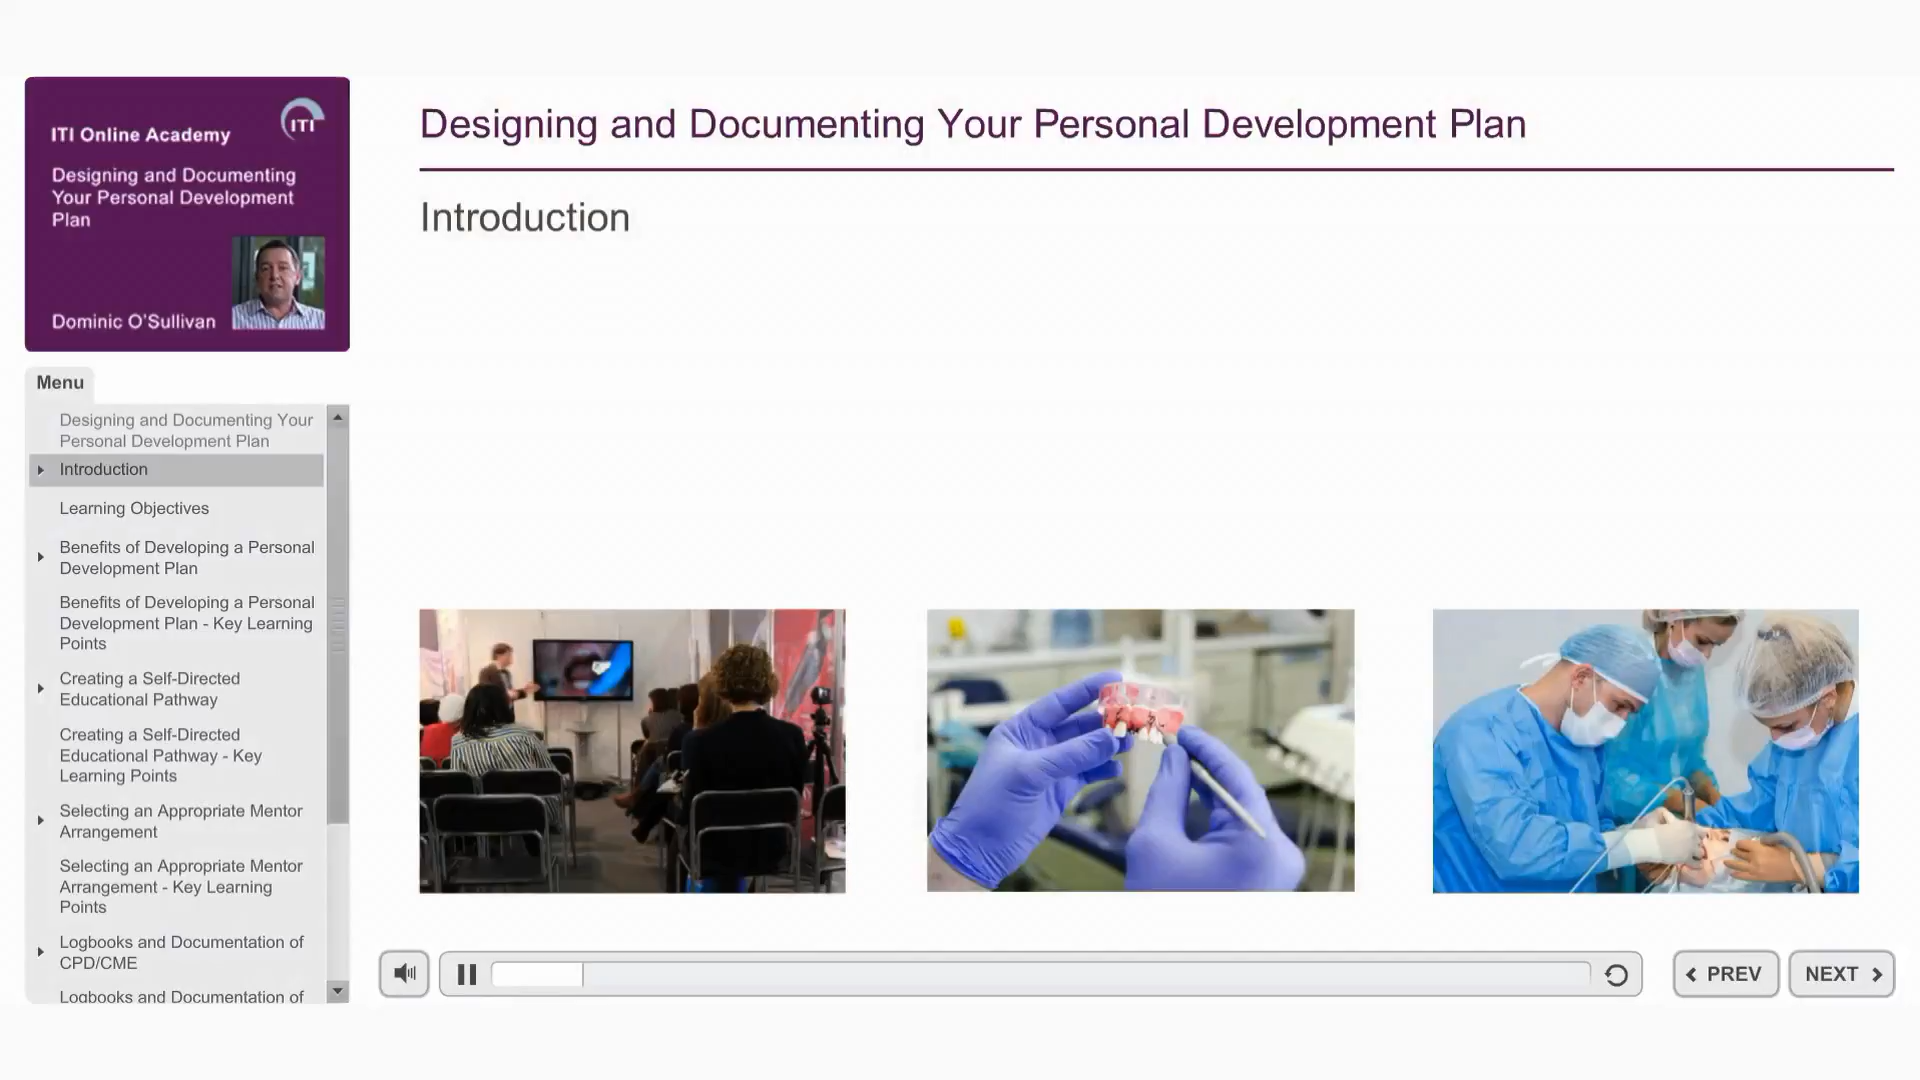 ITI
ITI Online Academy
Designing and Documenting
Your Personal Development
Plan
Dominic O'Sullivan
Designing and Documenting Your Personal Development Plan
Introduction
Menu
Designing and Documenting Your
Personal Development Plan
Introduction
Learning Objectives
Benefits of Developing a Personal
Development Plan
Benefits of Developing a Personal
Development Plan - Key Learning
Points
Creating a Self-Directed
Educational Pathway
Creating a Self-Directed
Educational Pathway - Key
Learning Points
Selecting an Appropriate Mentor
Arrangement
Selecting an Appropriate Mentor
Arrangement - Key Learning
Points
Logbooks and Documentation of
CPD/CME
Logbooks and Documentation of
PREV
NEXT